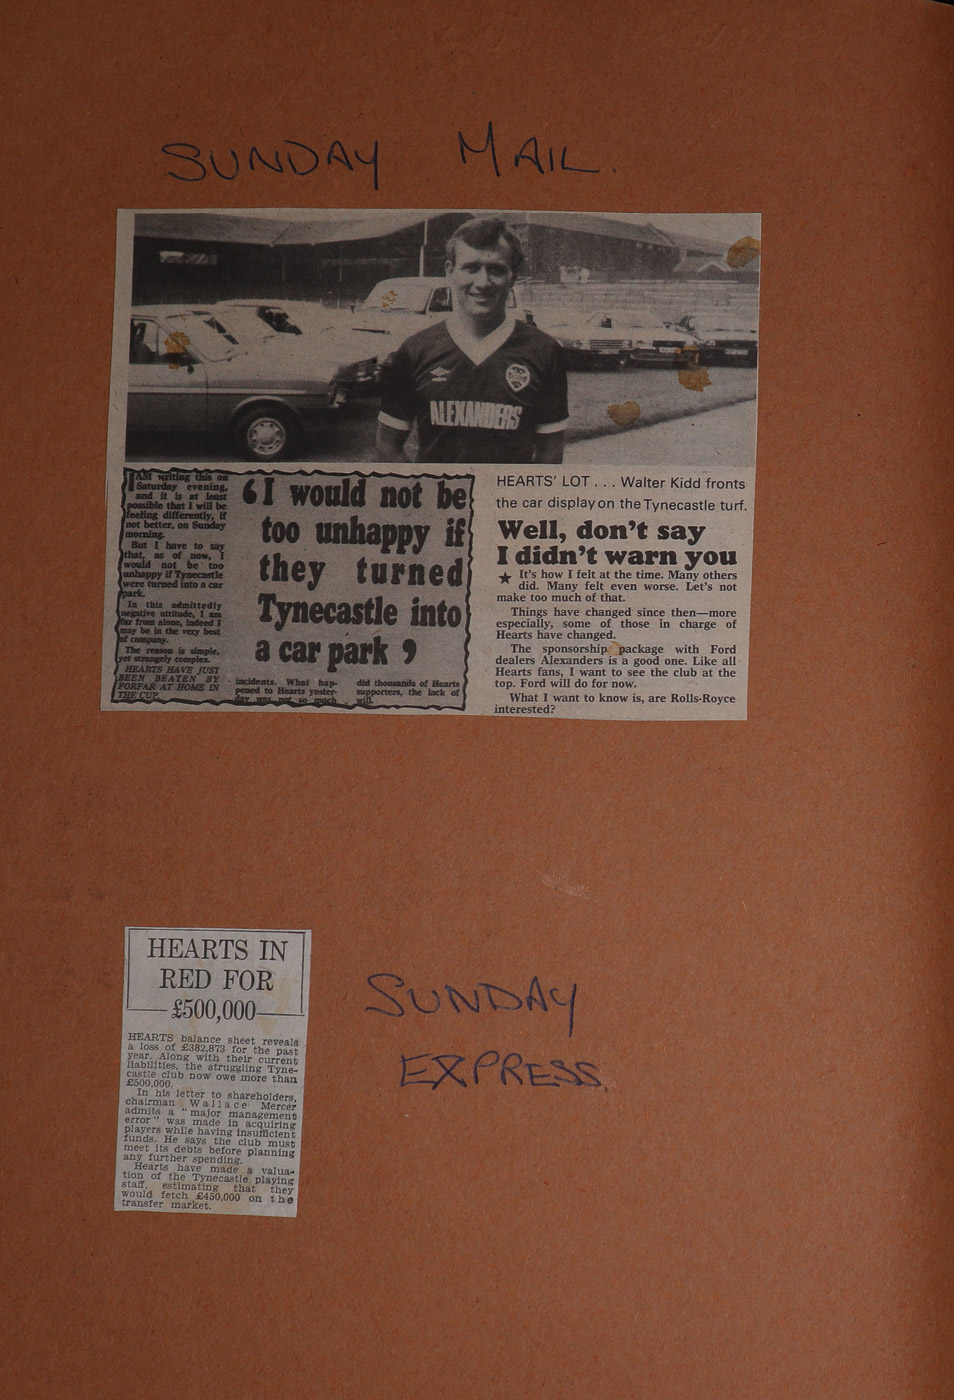 SUNDAY MAIL.
ALEXANDERS
I AM writing this on
Saturday evening,
and it is at least
possible that I will be
feeling differently, if
not better, on Sunday
morning.
But I have to say
that, as of now, I
would not be too
unhappy if Tynecastle
were turned into a car
park.
In this admittedly
negative attitude, I am
far from alone, indeed I
may be in the very best
of company.
The reason is simple,
yet strangely complex.
HEARTS HAVE JUST
BEEN BEATEN BY
FORFAR AT HOME IN
THE CUP.
‘I would not be
too unhappy if
they turned
Tynecastle into
a car park’
incidents. What hap-
pened to Hearts yester-
day was not so much
did thousands of Hearts
supporters, the lack of
will.
HEARTS' LOT . . . Walter Kidd fronts
the car display on the Tynecastle turf.
Well, don't say
I didn't warn you
★ It's how I felt at the time. Many others
did. Many felt even worse. Let's not
make too much of that.
Things have changed since then—more
especially, some of those in charge of
Hearts have changed.
The sponsorship package with Ford
dealers Alexanders is a good one. Like all
Hearts fans, I want to see the club at the
top. Ford will do for now.
What I want to know is, are Rolls-Royce
interested?
HEARTS IN
RED FOR
£500,000
HEARTS balance sheet reveals
a loss of £382,873 for the past
year. Along with their current
liabilities, the struggling Tyne-
castle club now owe more than
£500,000.
In his letter to shareholders,
chairman Wallace Mercer
admits a "major management
error" was made in acquiring
players while having insufficient
funds. He says the club must
meet its debts before planning
any further spending.
Hearts have made a valua-
tion of the Tynecastle playing
staff, estimating that they
would fetch £450,000 on the
transfer market.
SUNDAY
EXPRESS.